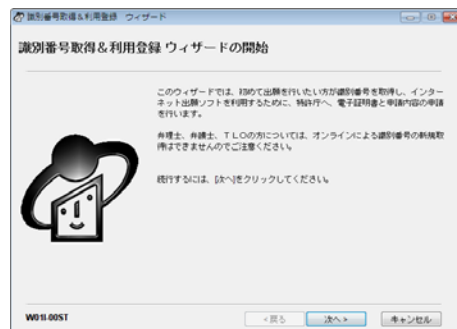 識別番号取得&利用登録 ウィザード
識別番号取得&利用登録 ウィザードの開始
このウィザードでは、初めて出願を行いたい方が識別番号を取得し、インター
ネット出願ソフトを利用するために、特許庁へ、電子証明書と申請内容の申請
を行います。
弁理士、弁護士、TLOの方については、オンラインによる識別番号の新規取
得はできませんのでご注意ください。
続行するには、[次へ]をクリックしてください。
W01I-00ST
<戻る
次へ>
キャンセル